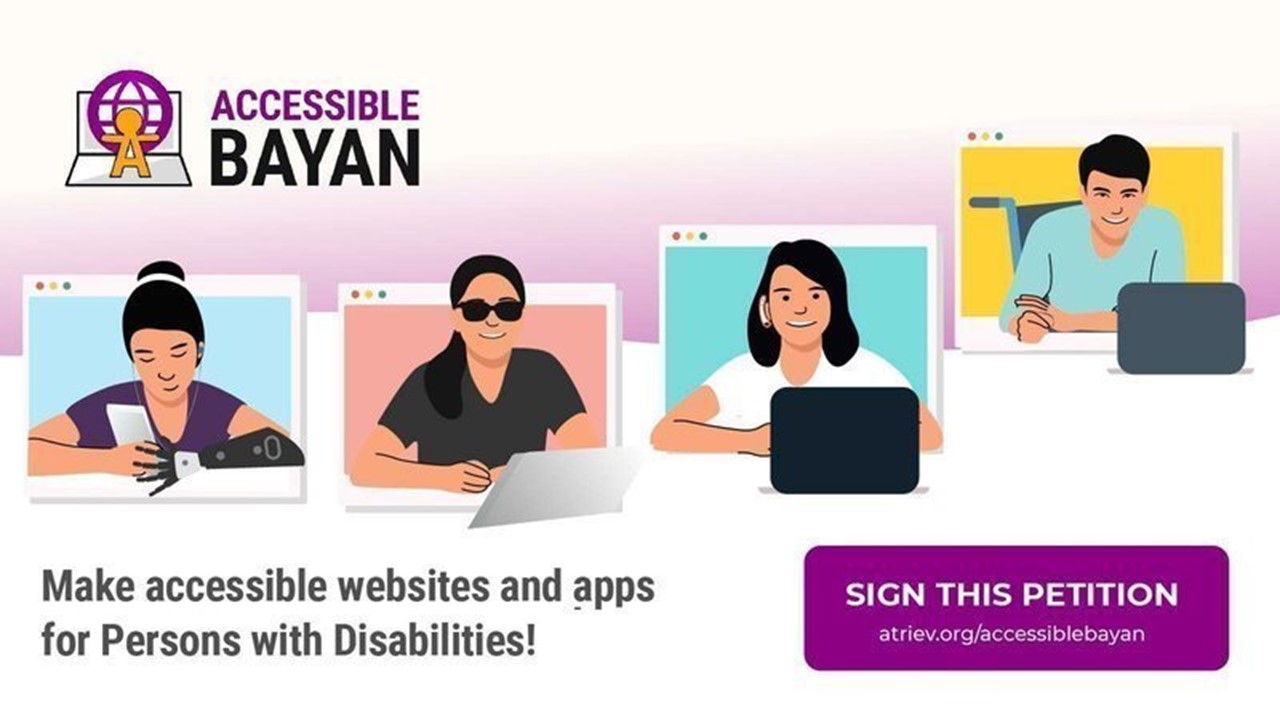 ACCESSIBLE
BAYAN
Make accessible websites and apps
for Persons with Disabilities!
SIGN THIS PETITION
atriev.org/accessiblebayan